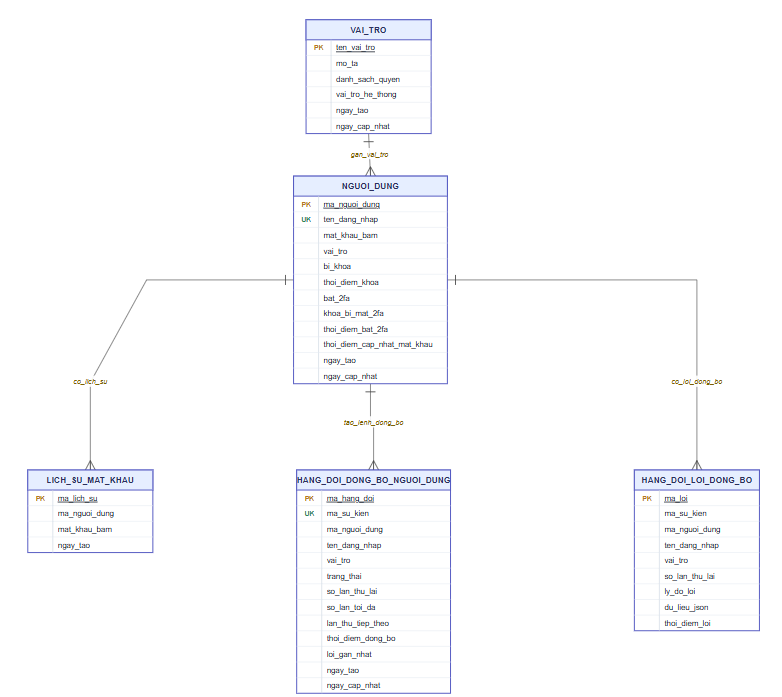 VAI_TRO
PK ten_vai_tro
mo_ta
danh_sach_quyen
vai_tro_he_thong
ngay_tao
ngay_cap_nhat
gan_vai_tro
NGUOI_DUNG
PK ma_nguoi_dung
UK ten_dang_nhap
mat_khau_bam
vai_tro
bi_khoa
thoi_diem_khoa
bat_2fa
khoa_bi_mat_2fa
thoi_diem_bat_2fa
thoi_diem_cap_nhat_mat_khau
ngay_tao
ngay_cap_nhat
co_lich_su
tao_lenh_dong_bo
co_loi_dong_bo
LICH_SU_MAT_KHAU
PK ma_lich_su
ma_nguoi_dung
mat_khau_bam
ngay_tao
HANG_DOI_DONG_BO_NGUOI_DUNG
PK ma_hang_doi
UK ma_su_kien
ma_nguoi_dung
ten_dang_nhap
vai_tro
trang_thai
so_lan_thu_lai
so_lan_toi_da
lan_thu_tiep_theo
thoi_diem_dong_bo
loi_gan_nhat
ngay_tao
ngay_cap_nhat
HANG_DOI_LOI_DONG_BO
PK ma_loi
ma_su_kien
ma_nguoi_dung
ten_dang_nhap
vai_tro
so_lan_thu_lai
ly_do_loi
du_lieu_json
thoi_diem_loi